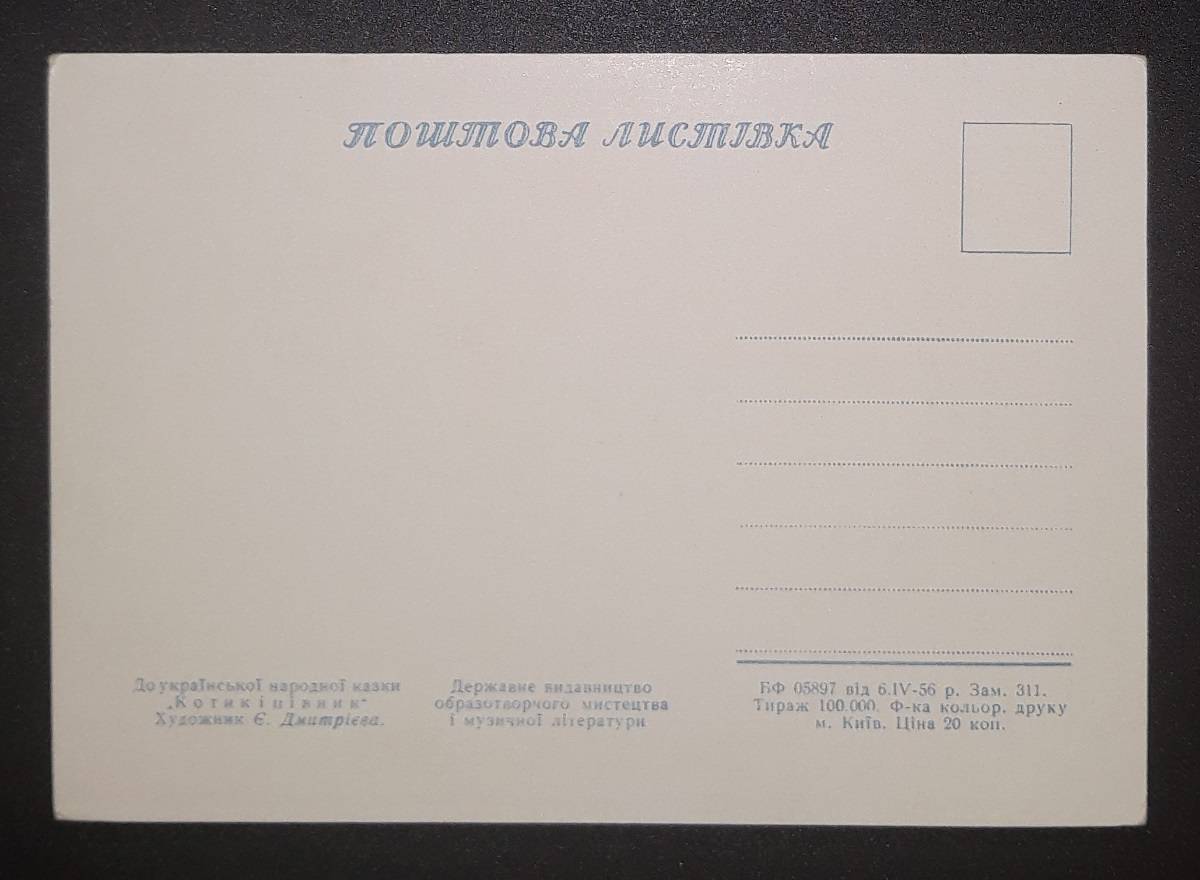 ПОШТОВА ЛИСТІВКА
До української народної казки
„Котик і півник“
Художник Є. Дмитрієва.
Державне видавництво
образотворчого мистецтва
і музичної літератури
БФ 05897 від 6.IV-56 р. Зам. 311.
Тираж 100.000. Ф-ка кольор. друку
м. Київ. Ціна 20 коп.